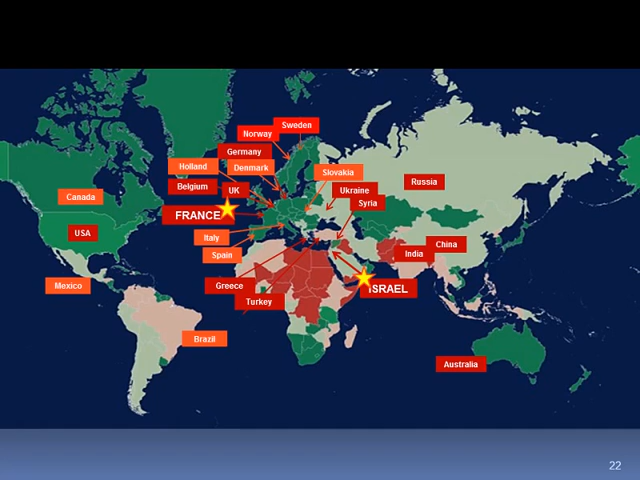 Sweden
Norway
Germany
Holland
Denmark
Slovakia
Belgium
UK
Ukraine
Russia
Canada
Syria
FRANCE
USA
Italy
China
Spain
India
Mexico
Greece
ISRAEL
Turkey
Brazil
Australia
22